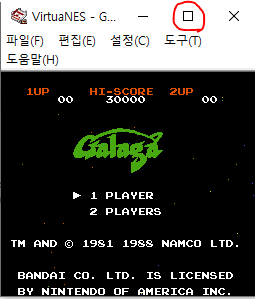 VirtuaNES - G...
파일(F) 편집(E) 설정(C) 도구(T)
도움말(H)
1UP HI-SCORE 2UP
00 30000 00
Galaga
▶ 1 PLAYER
2 PLAYERS
TM AND © 1981 1988 NAMCO LTD.
BANDAI CO. LTD. IS LICENSED
BY NINTENDO OF AMERICA INC.